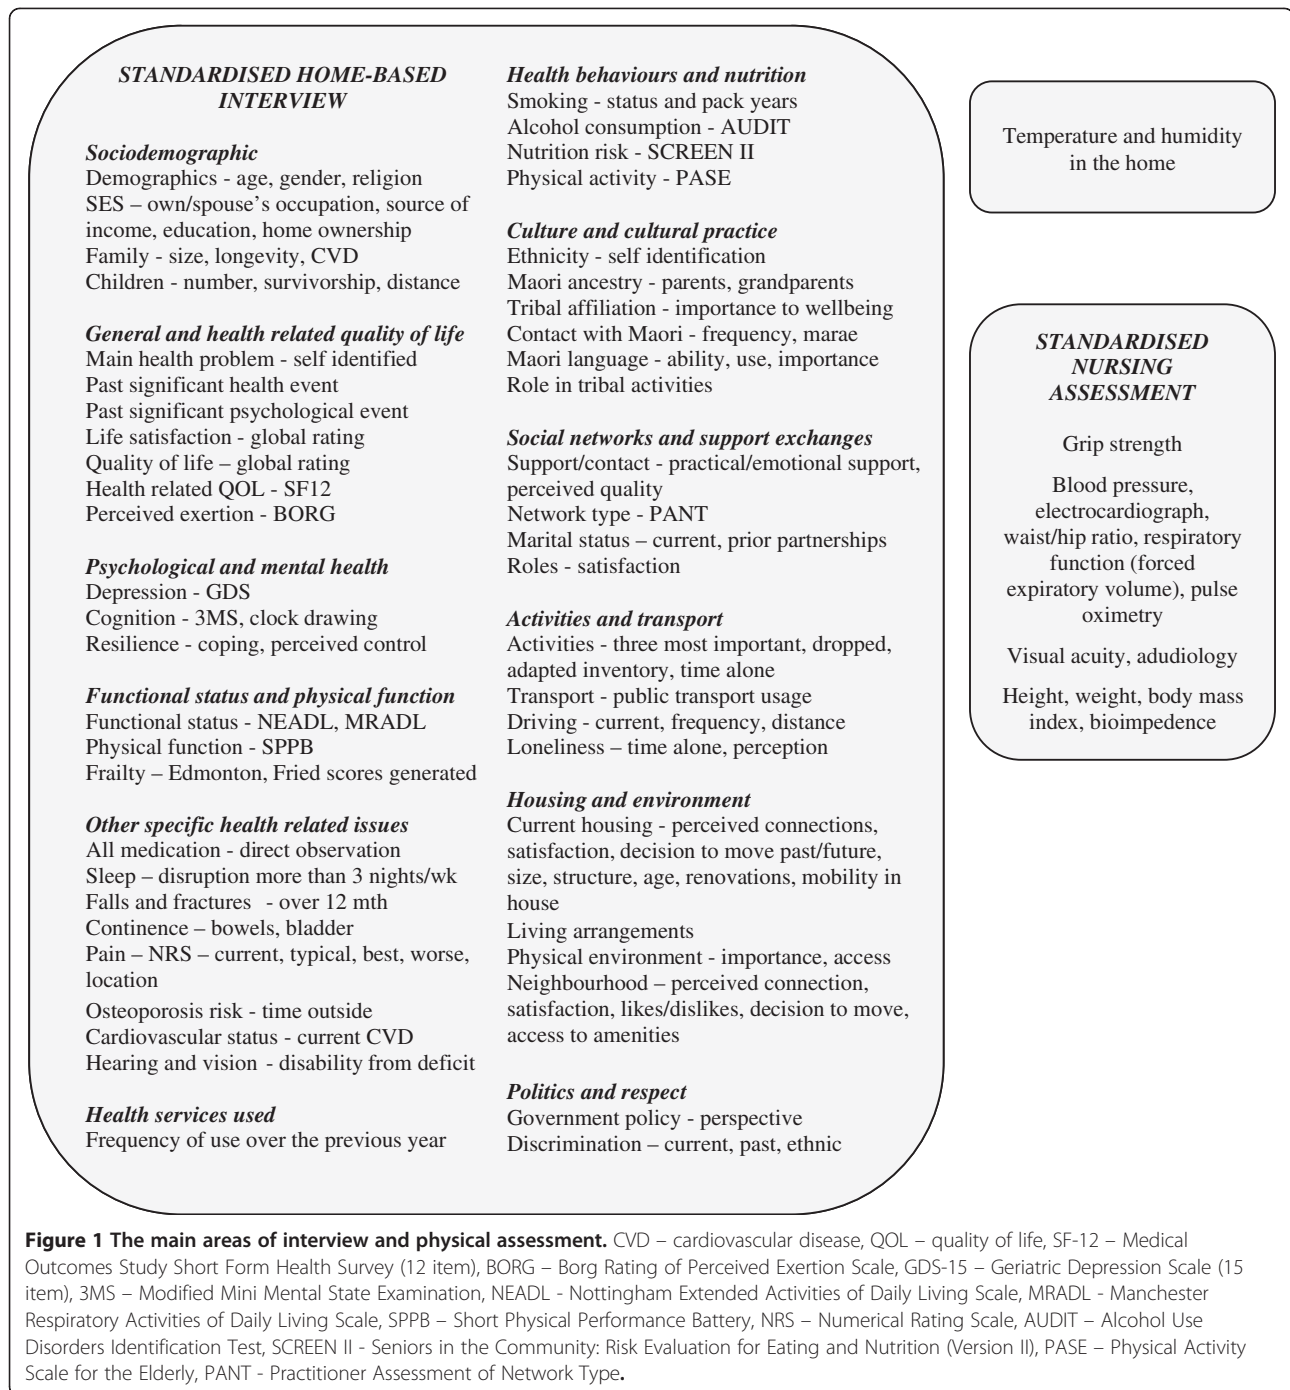 STANDARDISED HOME-BASED
INTERVIEW
Sociodemographic
Demographics - age, gender, religion
SES – own/spouse's occupation, source of
income, education, home ownership
Family - size, longevity, CVD
Children - number, survivorship, distance
General and health related quality of life
Main health problem - self identified
Past significant health event
Past significant psychological event
Life satisfaction - global rating
Quality of life – global rating
Health related QOL - SF12
Perceived exertion - BORG
Psychological and mental health
Depression - GDS
Cognition - 3MS, clock drawing
Resilience - coping, perceived control
Functional status and physical function
Functional status - NEADL, MRADL
Physical function - SPPB
Frailty – Edmonton, Fried scores generated
Other specific health related issues
All medication - direct observation
Sleep – disruption more than 3 nights/wk
Falls and fractures - over 12 mth
Continence – bowels, bladder
Pain – NRS – current, typical, best, worse,
location
Osteoporosis risk - time outside
Cardiovascular status - current CVD
Hearing and vision - disability from deficit
Health services used
Frequency of use over the previous year
Health behaviours and nutrition
Smoking - status and pack years
Alcohol consumption - AUDIT
Nutrition risk - SCREEN II
Physical activity - PASE
Culture and cultural practice
Ethnicity - self identification
Maori ancestry - parents, grandparents
Tribal affiliation - importance to wellbeing
Contact with Maori - frequency, marae
Maori language - ability, use, importance
Role in tribal activities
Social networks and support exchanges
Support/contact - practical/emotional support,
perceived quality
Network type - PANT
Marital status – current, prior partnerships
Roles - satisfaction
Activities and transport
Activities - three most important, dropped,
adapted inventory, time alone
Transport - public transport usage
Driving - current, frequency, distance
Loneliness – time alone, perception
Housing and environment
Current housing - perceived connections,
satisfaction, decision to move past/future,
size, structure, age, renovations, mobility in
house
Living arrangements
Physical environment - importance, access
Neighbourhood – perceived connection,
satisfaction, likes/dislikes, decision to move,
access to amenities
Politics and respect
Government policy - perspective
Discrimination – current, past, ethnic
Temperature and humidity
in the home
STANDARDISED
NURSING
ASSESSMENT
Grip strength
Blood pressure,
electrocardiograph,
waist/hip ratio, respiratory
function (forced
expiratory volume), pulse
oximetry
Visual acuity, adudiology
Height, weight, body mass
index, bioimpedence
Figure 1 The main areas of interview and physical assessment. CVD – cardiovascular disease, QOL – quality of life, SF-12 – Medical
Outcomes Study Short Form Health Survey (12 item), BORG – Borg Rating of Perceived Exertion Scale, GDS-15 – Geriatric Depression Scale (15
item), 3MS – Modified Mini Mental State Examination, NEADL - Nottingham Extended Activities of Daily Living Scale, MRADL - Manchester
Respiratory Activities of Daily Living Scale, SPPB – Short Physical Performance Battery, NRS – Numerical Rating Scale, AUDIT – Alcohol Use
Disorders Identification Test, SCREEN II - Seniors in the Community: Risk Evaluation for Eating and Nutrition (Version II), PASE – Physical Activity
Scale for the Elderly, PANT - Practitioner Assessment of Network Type.